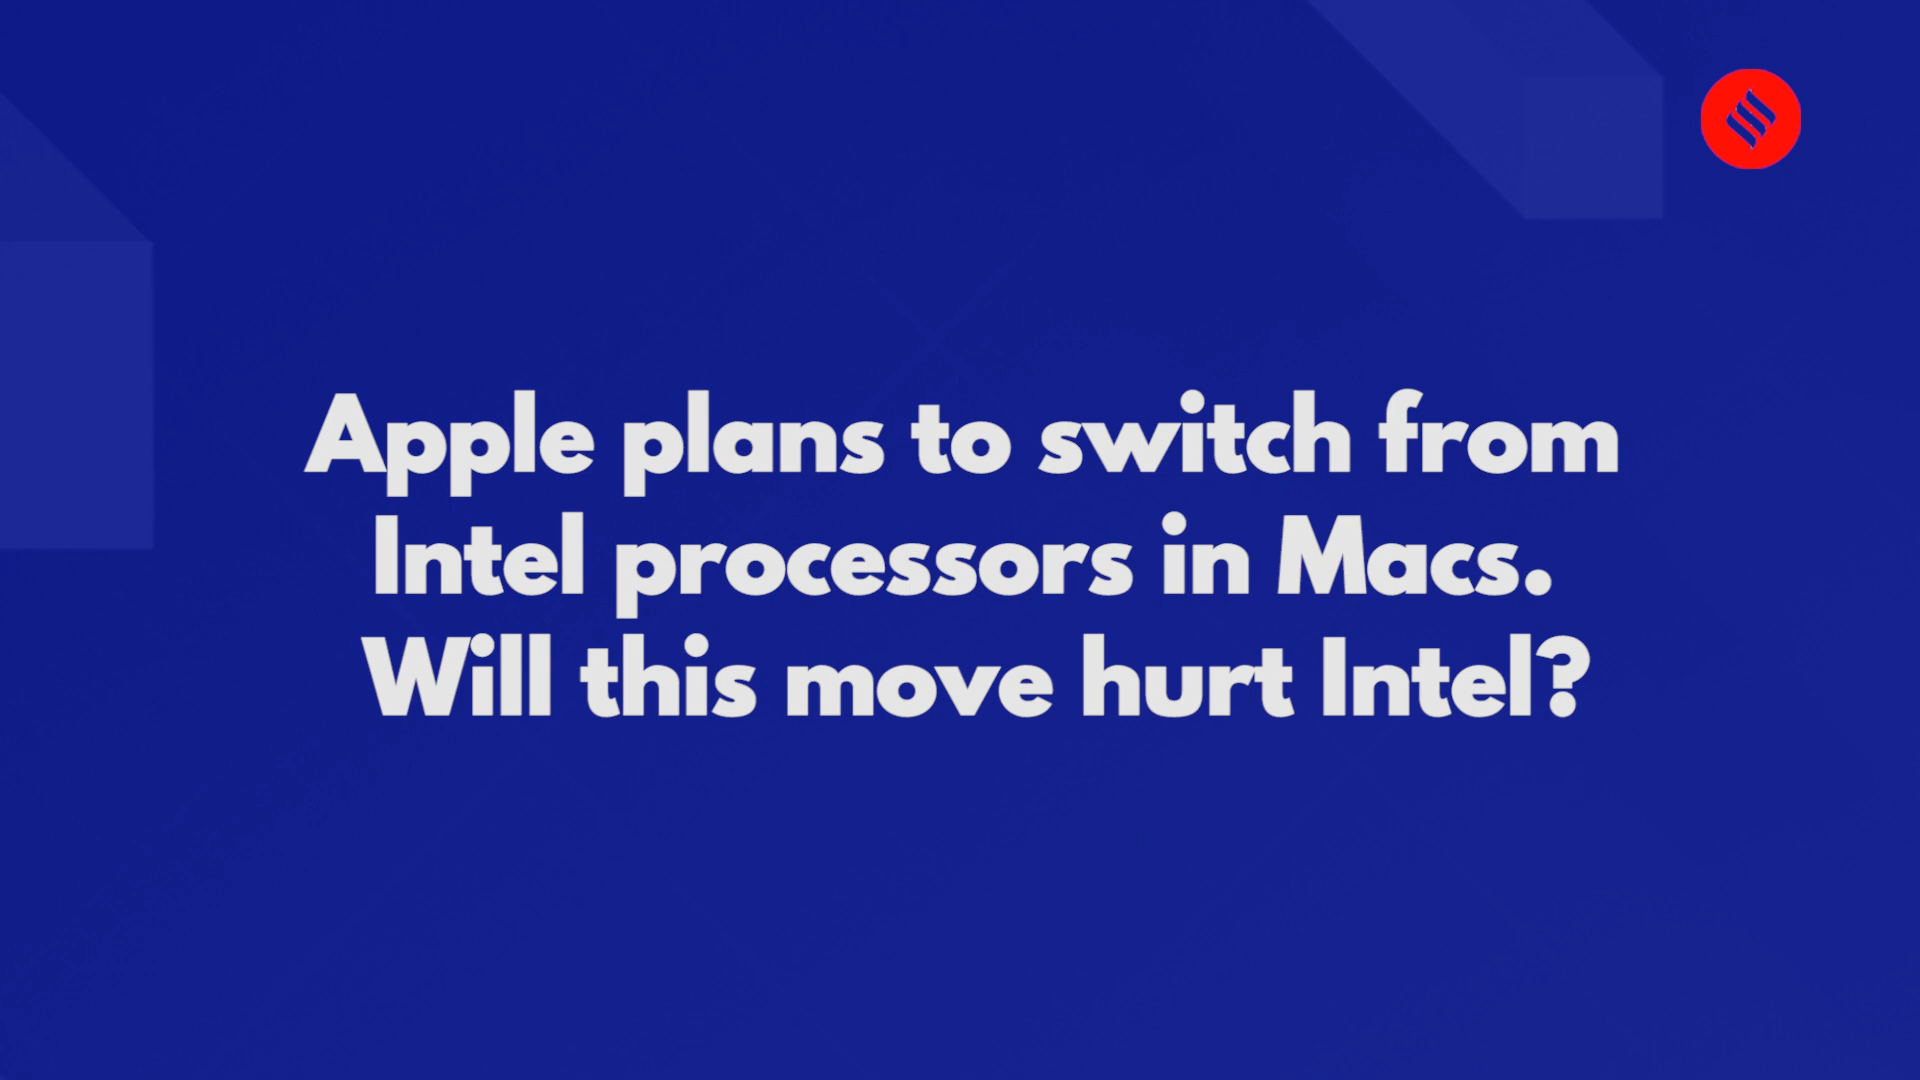 Apple plans to switch from
Intel processors in Macs.
Will this move hurt Intel?